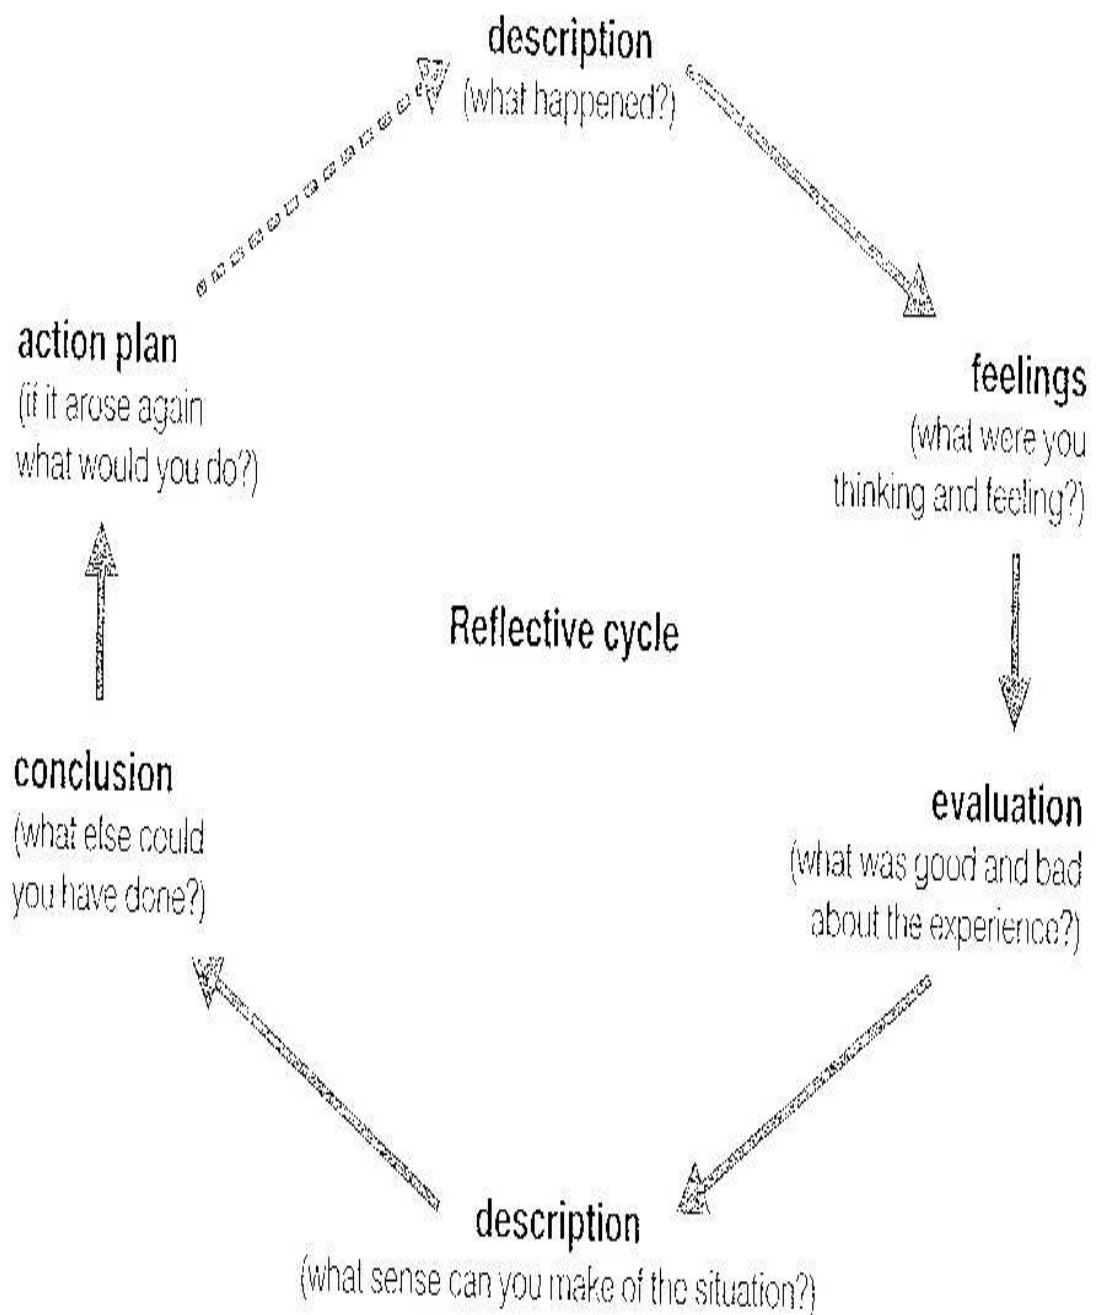 description
(what happened?)
feelings
(what were you
thinking and feeling?)
evaluation
(what was good and bad
about the experience?)
description
(what sense can you make of the situation?)
conclusion
(what else could
you have done?)
action plan
(if it arose again
what would you do?)
Reflective cycle